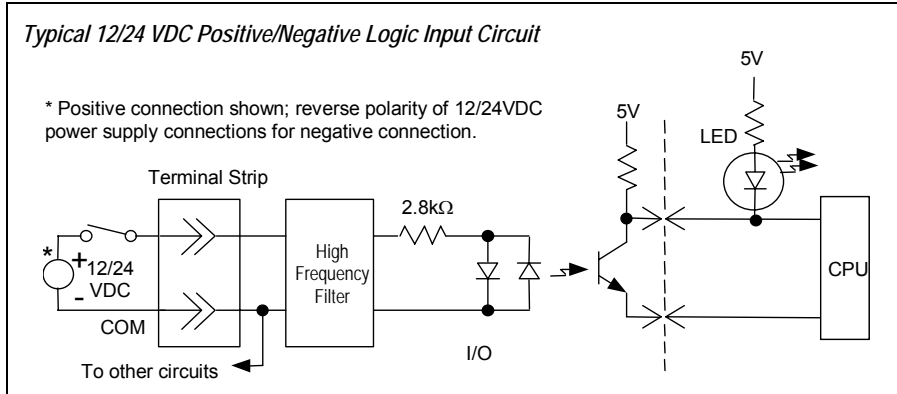 Typical 12/24 VDC Positive/Negative Logic Input Circuit
* Positive connection shown; reverse polarity of 12/24VDC
power supply connections for negative connection.
5V
5V
LED
Terminal Strip
2.8kΩ
High
Frequency
Filter
CPU
*
+
12/24
VDC
-
COM
I/O
To other circuits